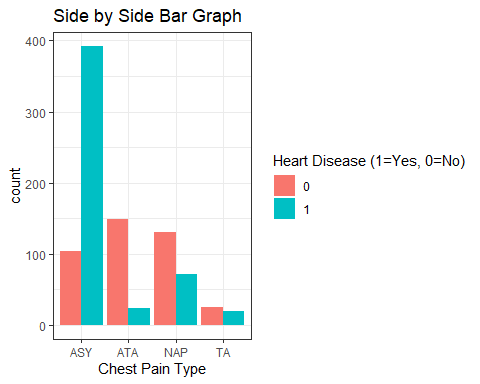 Side by Side Bar Graph
400
300
200
100
0
count
ASY ATA NAP TA
Chest Pain Type
Heart Disease (1=Yes, 0=No)
0
1